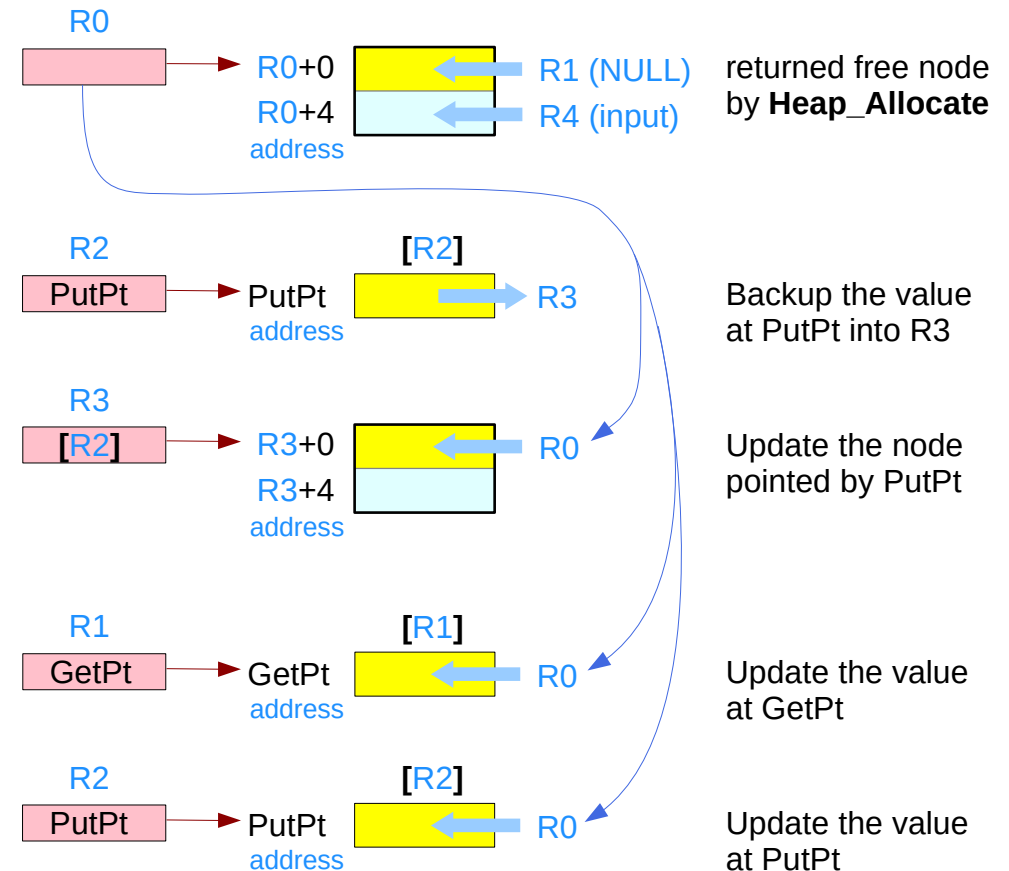 R0
R0+0
R1 (NULL)
returned free node
R0+4
R4 (input)
by Heap_Allocate
address
R2
[R2]
PutPt
PutPt
R3
Backup the value
address
at PutPt into R3
R3
[R2]
R3+0
R0
Update the node
R3+4
pointed by PutPt
address
R1
[R1]
GetPt
GetPt
R0
Update the value
address
at GetPt
R2
[R2]
PutPt
PutPt
R0
Update the value
address
at PutPt